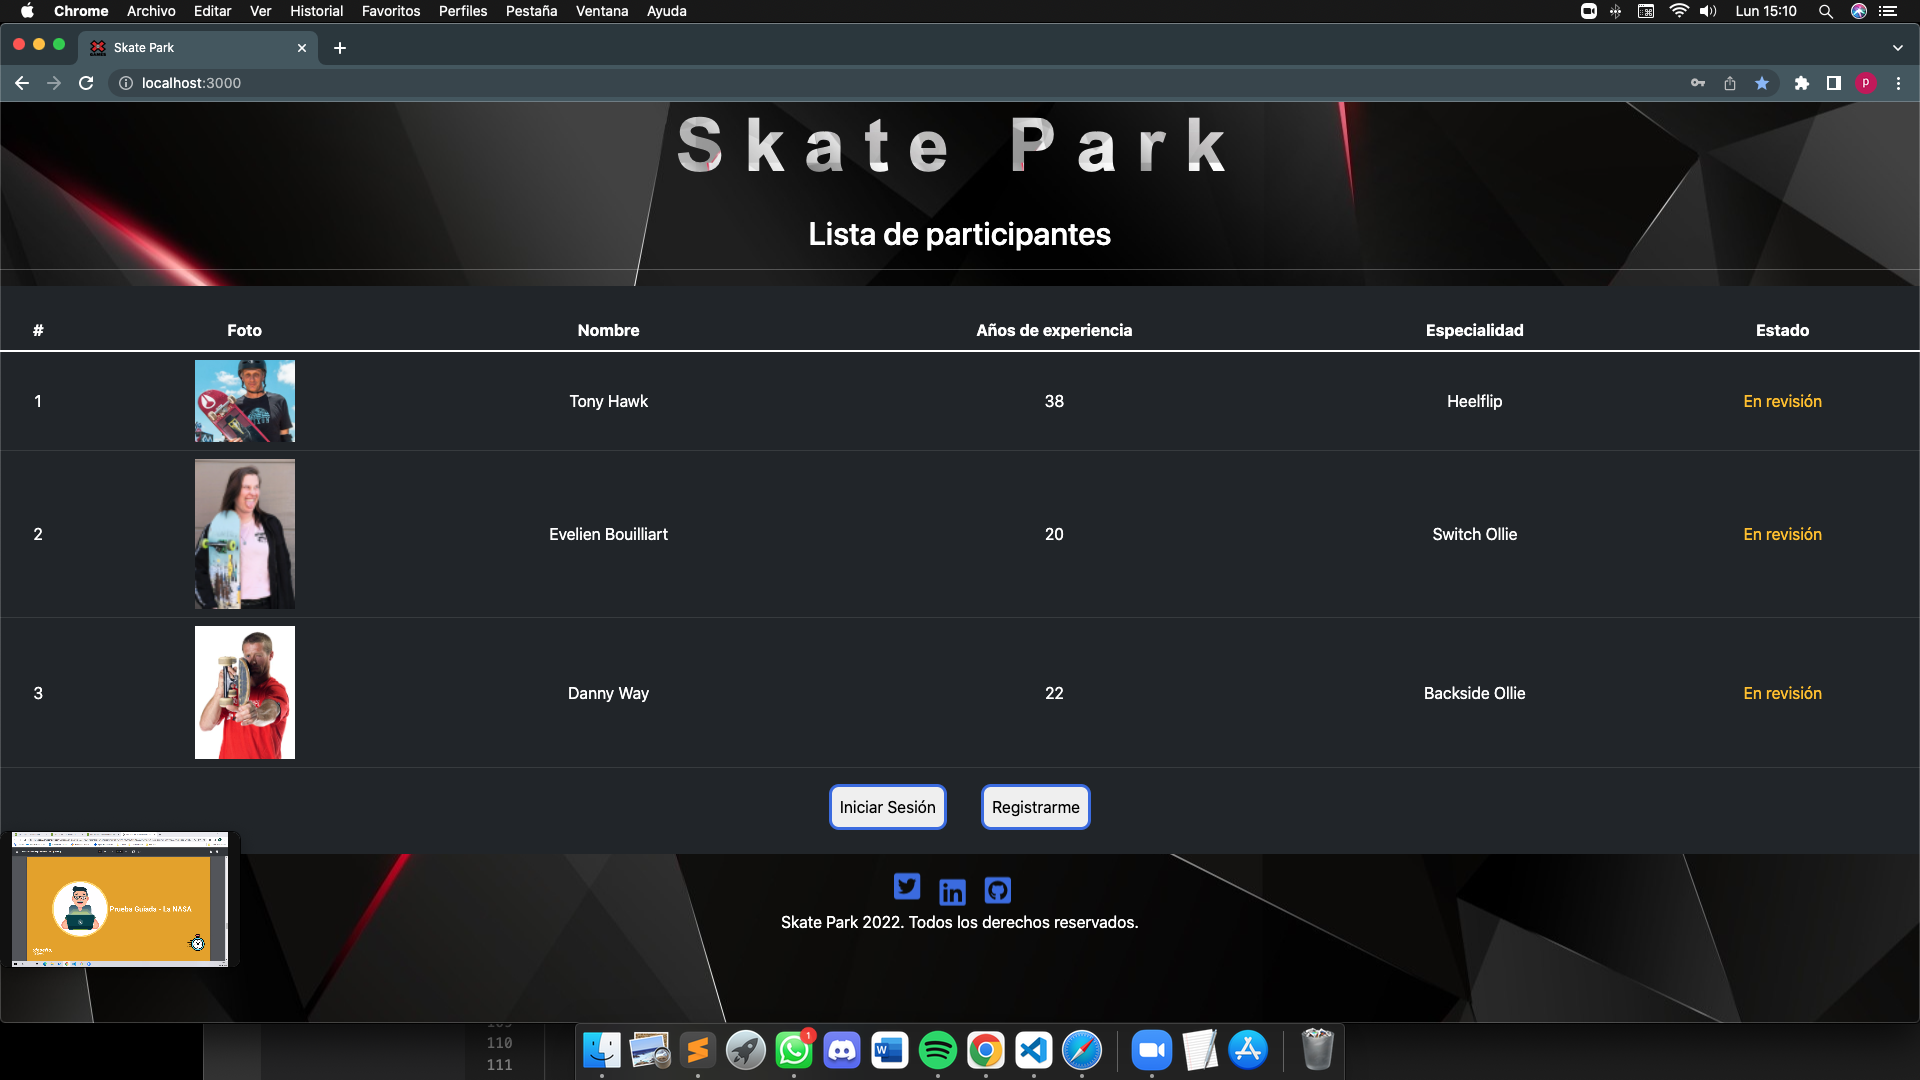 Chrome Archivo Editar Ver Historial Favoritos Perfiles Pestaña Ventana Ayuda Lun 15:10
Skate Park
localhost:3000
P
Skate Park
Lista de participantes
# Foto Nombre Años de experiencia Especialidad Estado
1 Tony Hawk 38 Heelflip En revisión
2 Evelien Bouilliart 20 Switch Ollie En revisión
3 Danny Way 22 Backside Ollie En revisión
Iniciar Sesión Registrarme
Prueba Guiada - La NASA
Skate Park 2022. Todos los derechos reservados.
110
111
1